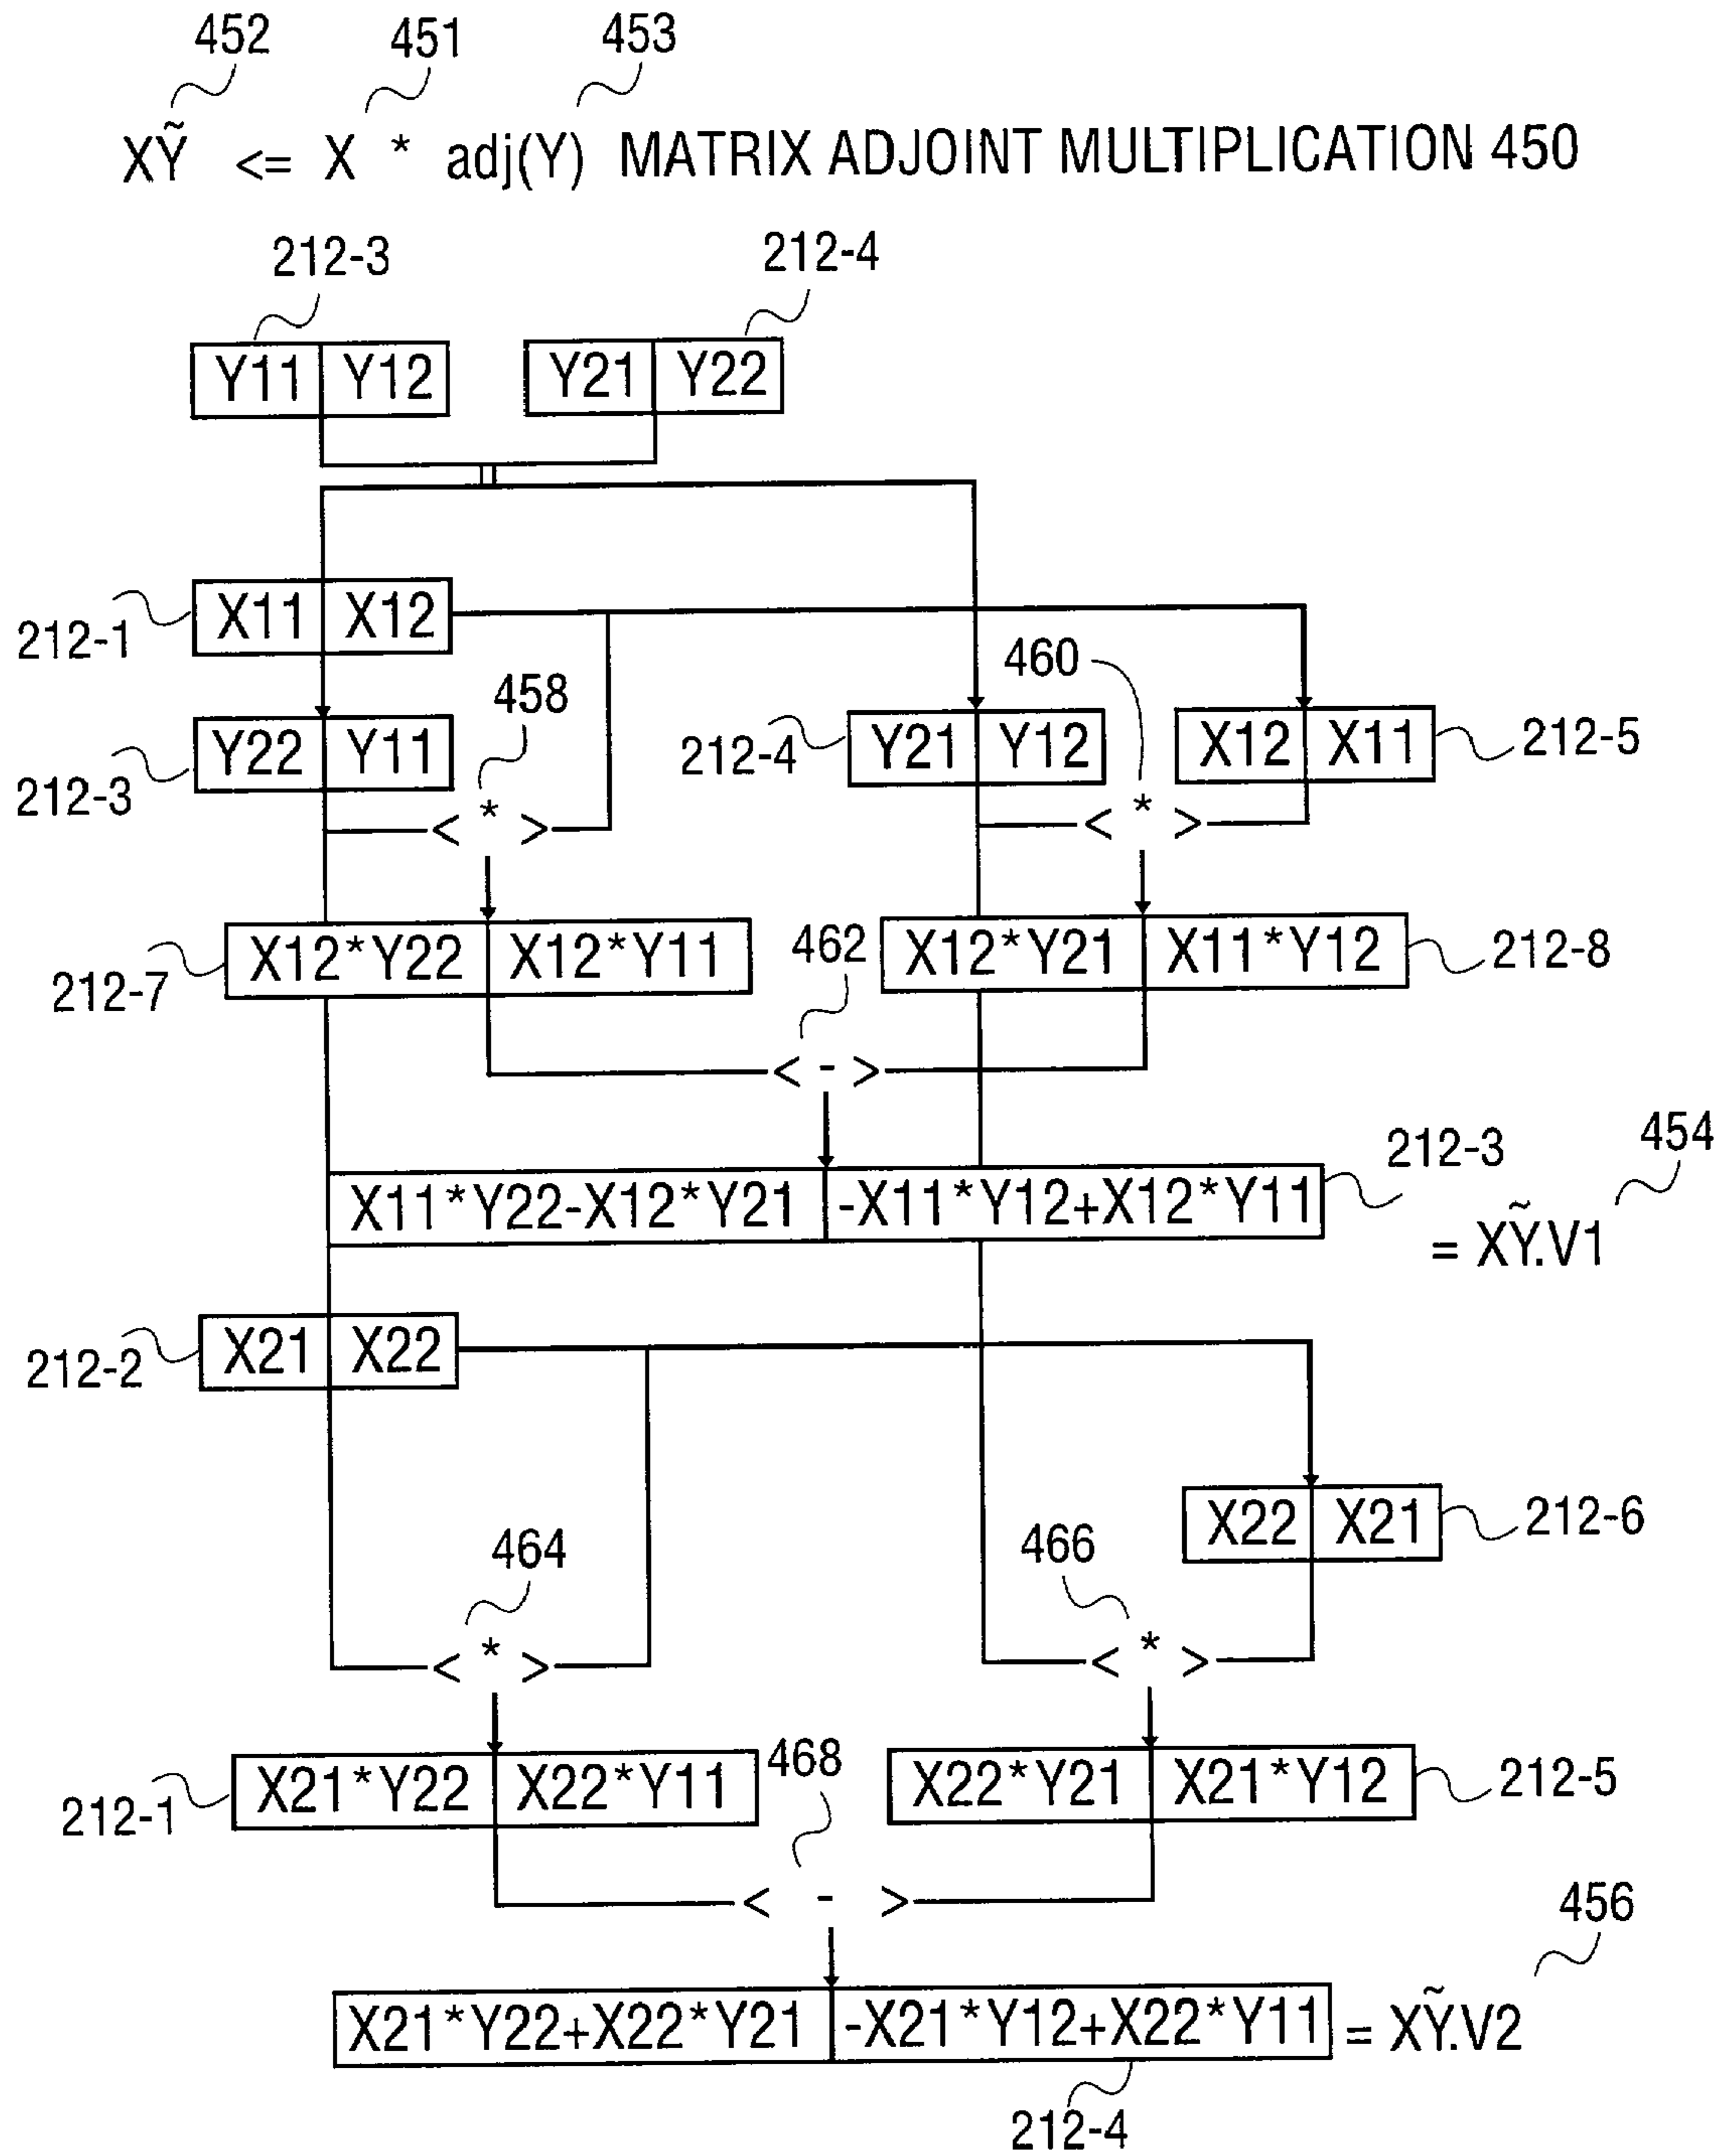 452 451 453
XỸ <= X * adj(Y) MATRIX ADJOINT MULTIPLICATION 450
212-3 212-4
Y11 Y12 Y21 Y22
212-1 X11 X12
458 460
212-3 Y22 Y11 212-4 Y21 Y12 X12 X11 212-5
< * > < * >
212-7 X12*Y22 X12*Y11 462 X12*Y21 X11*Y12 212-8
< - >
X11*Y22-X12*Y21 -X11*Y12+X12*Y11 212-3 454
= XỸ.V1
212-2 X21 X22
X22 X21 212-6
464 466
< * > < * >
212-1 X21*Y22 X22*Y11 468 X22*Y21 X21*Y12 212-5
< - >
456
X21*Y22+X22*Y21 -X21*Y12+X22*Y11 = XỸ.V2
212-4